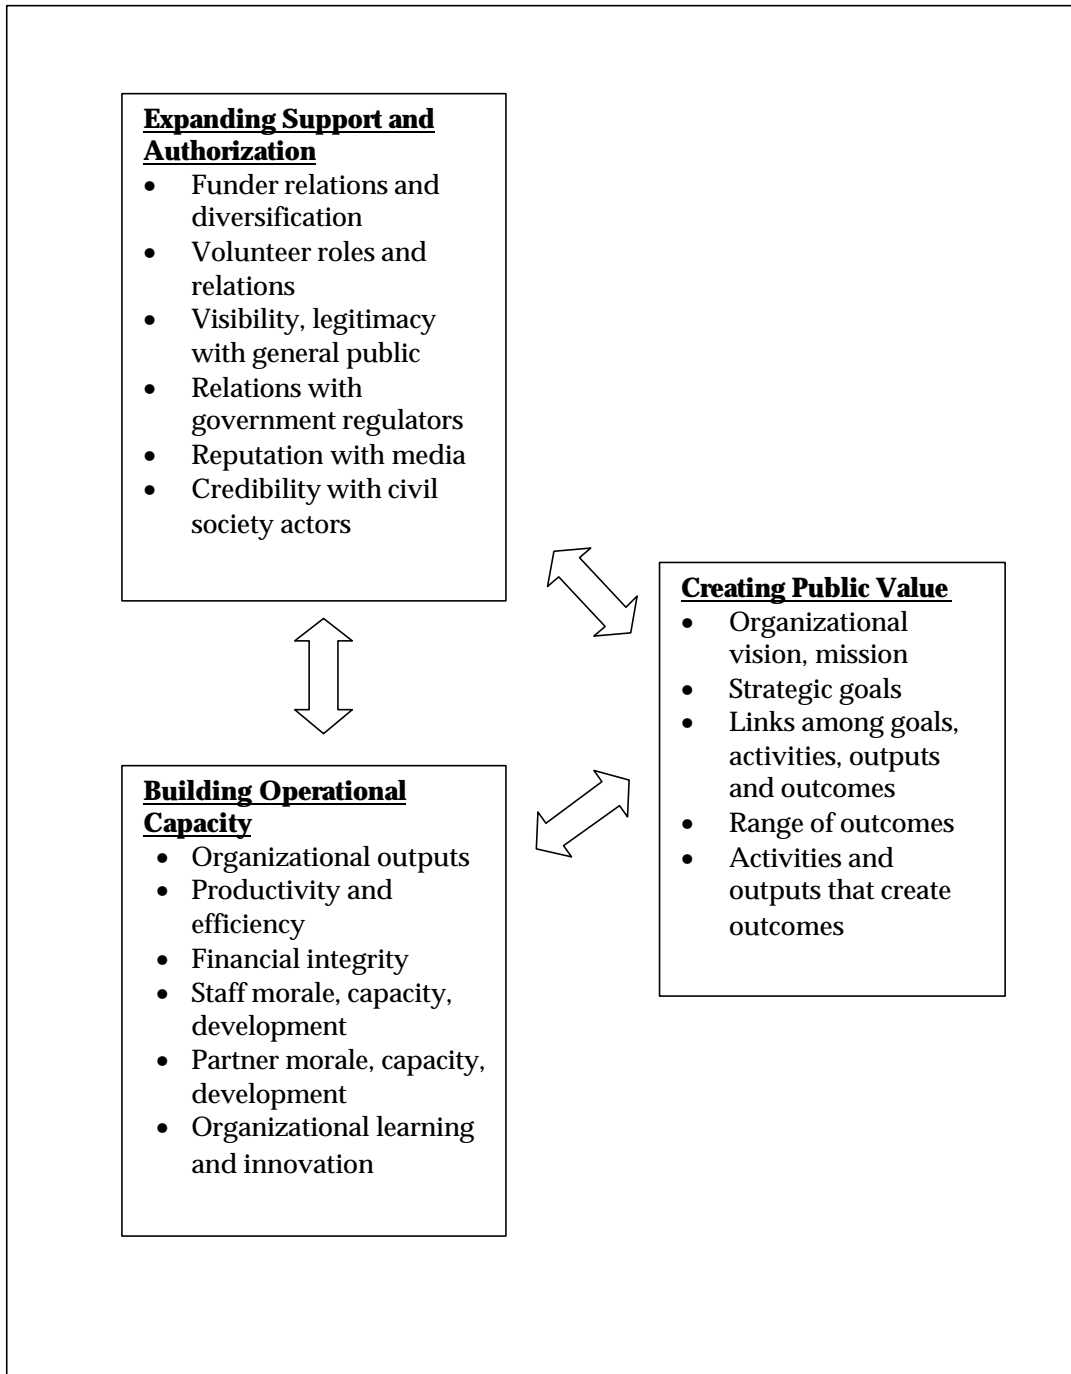 Expanding Support and
Authorization
• Funder relations and
diversification
• Volunteer roles and
relations
• Visibility, legitimacy
with general public
• Relations with
government regulators
• Reputation with media
• Credibility with civil
society actors
Creating Public Value
• Organizational
vision, mission
• Strategic goals
• Links among goals,
activities, outputs
and outcomes
• Range of outcomes
• Activities and
outputs that create
outcomes
Building Operational
Capacity
• Organizational outputs
• Productivity and
efficiency
• Financial integrity
• Staff morale, capacity,
development
• Partner morale, capacity,
development
• Organizational learning
and innovation